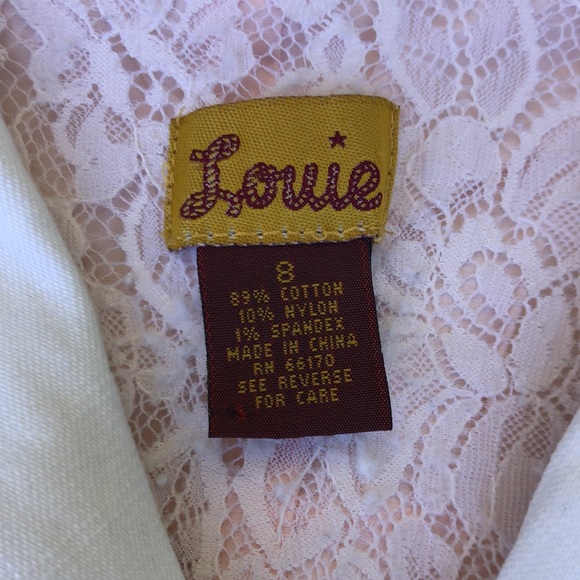 Louie
8
89% COTTON
10% NYLON
1% SPANDEX
MADE IN CHINA
RN 66170
SEE REVERSE
FOR CARE